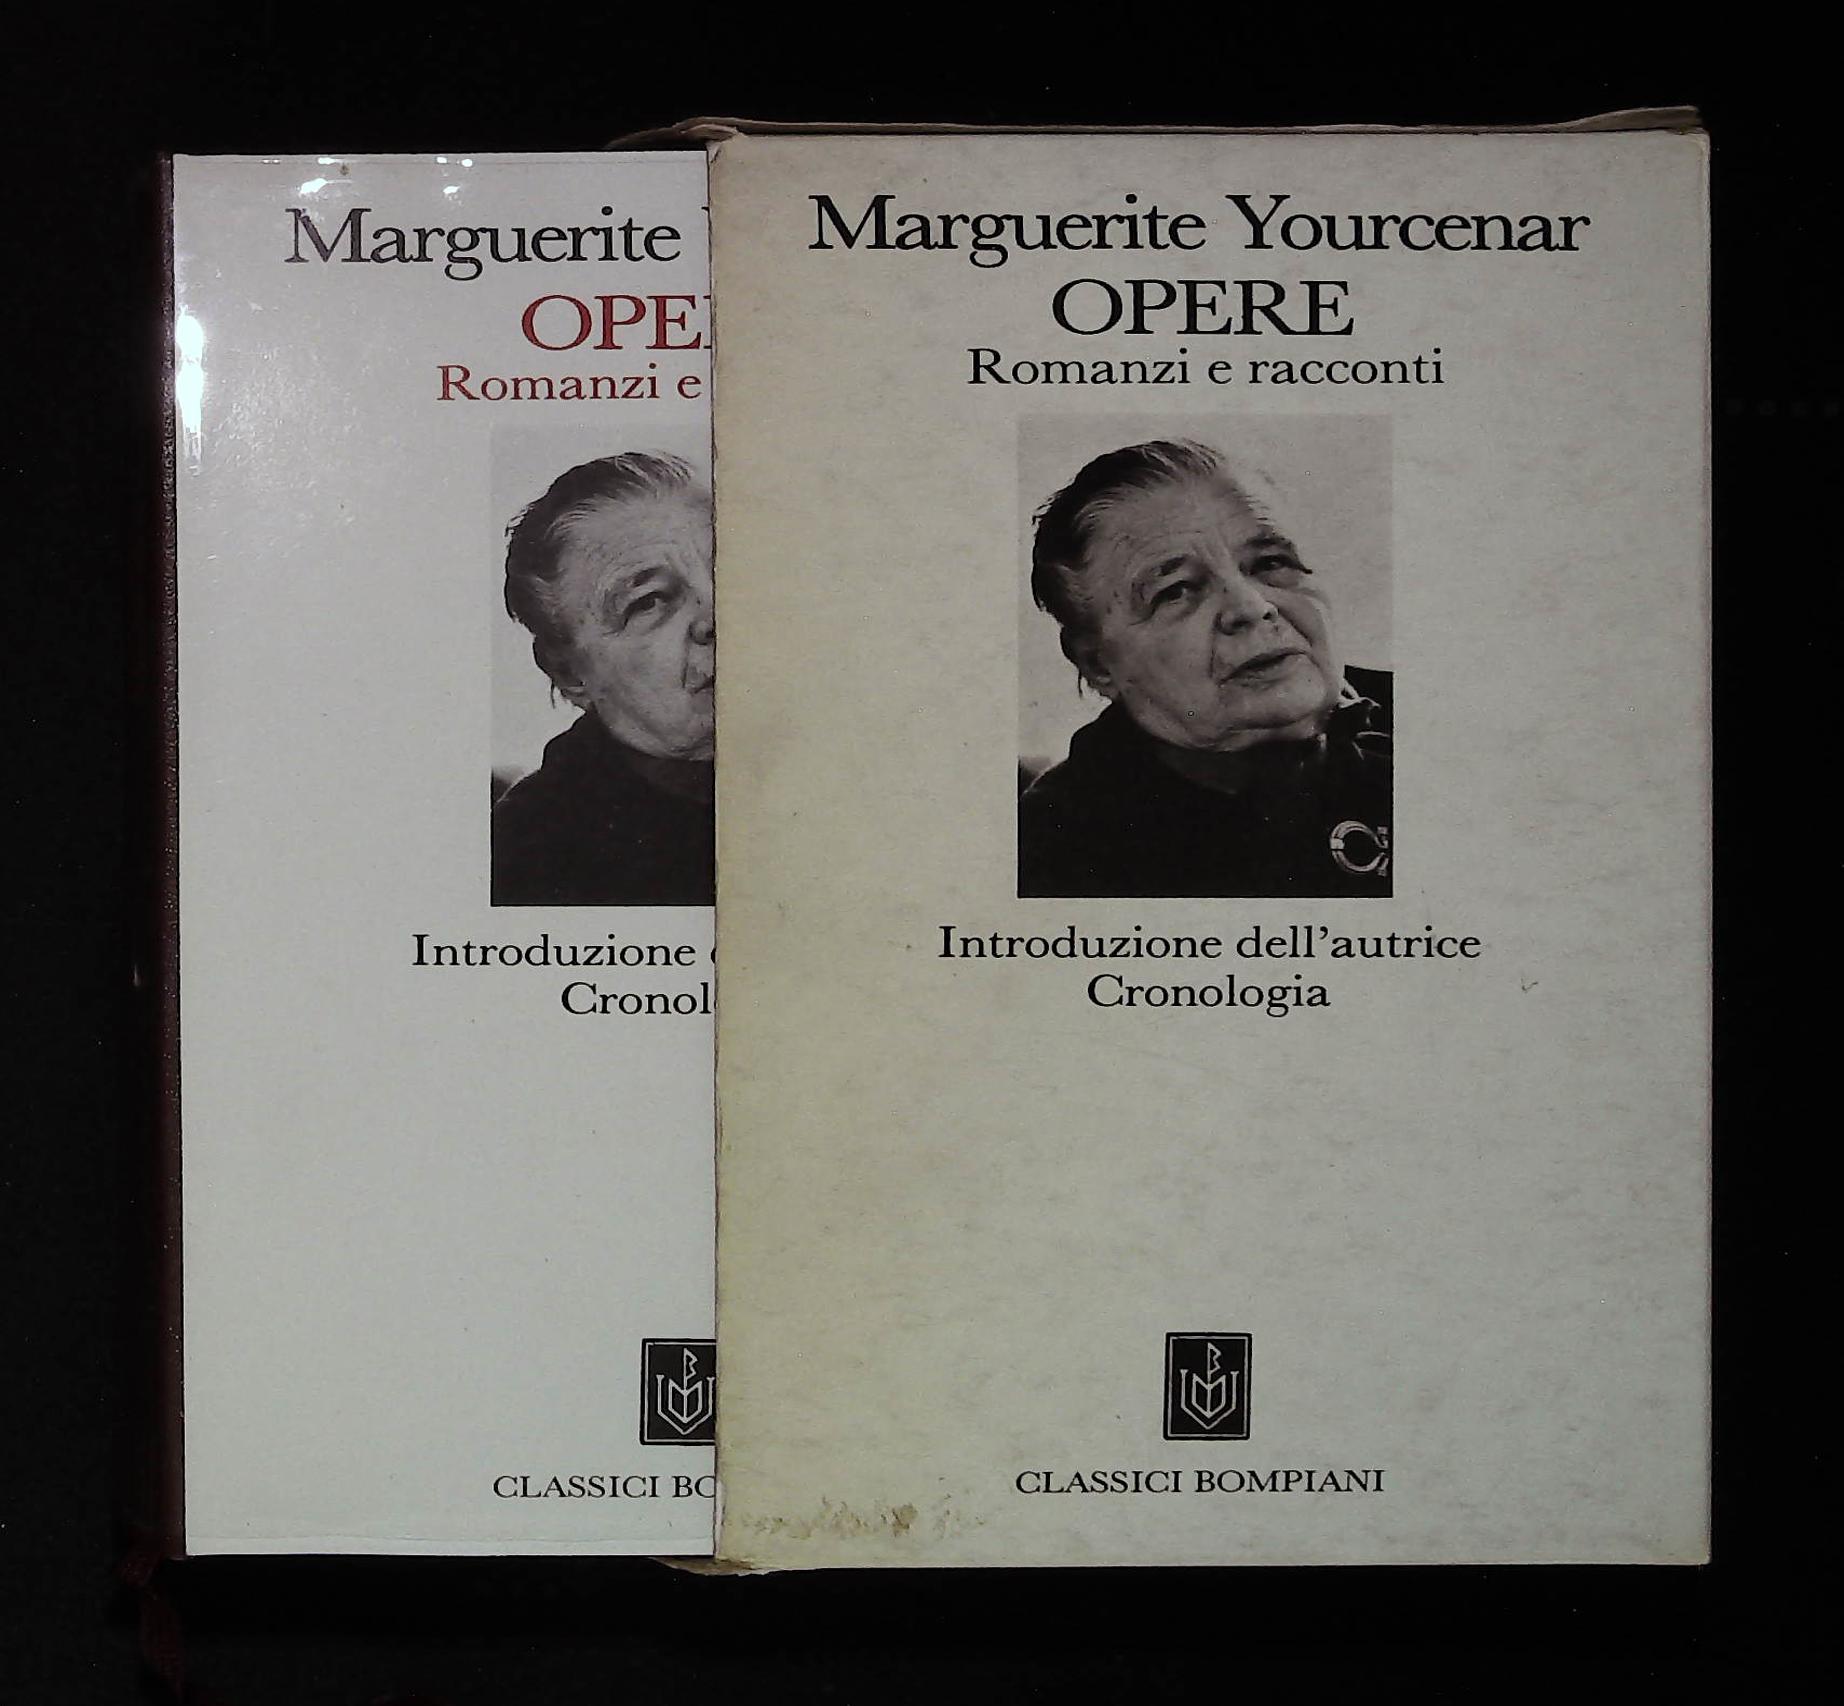 Marguerite
OPE
Romanzi e
Introduzione
Cronol
CLASSICI BO
Marguerite Yourcenar
OPERE
Romanzi e racconti
Introduzione dell'autrice
Cronologia
CLASSICI BOMPIANI